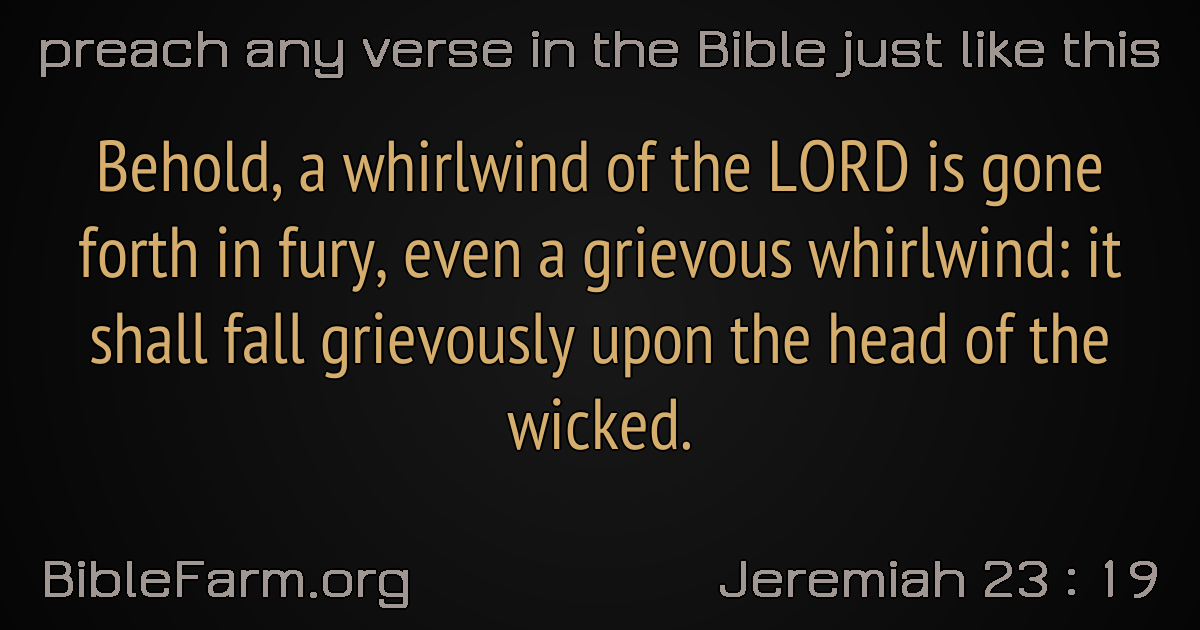 preach any verse in the Bible just like this
Behold, a whirlwind of the LORD is gone
forth in fury, even a grievous whirlwind: it
shall fall grievously upon the head of the
wicked.
BibleFarm.org
Jeremiah 23 : 19